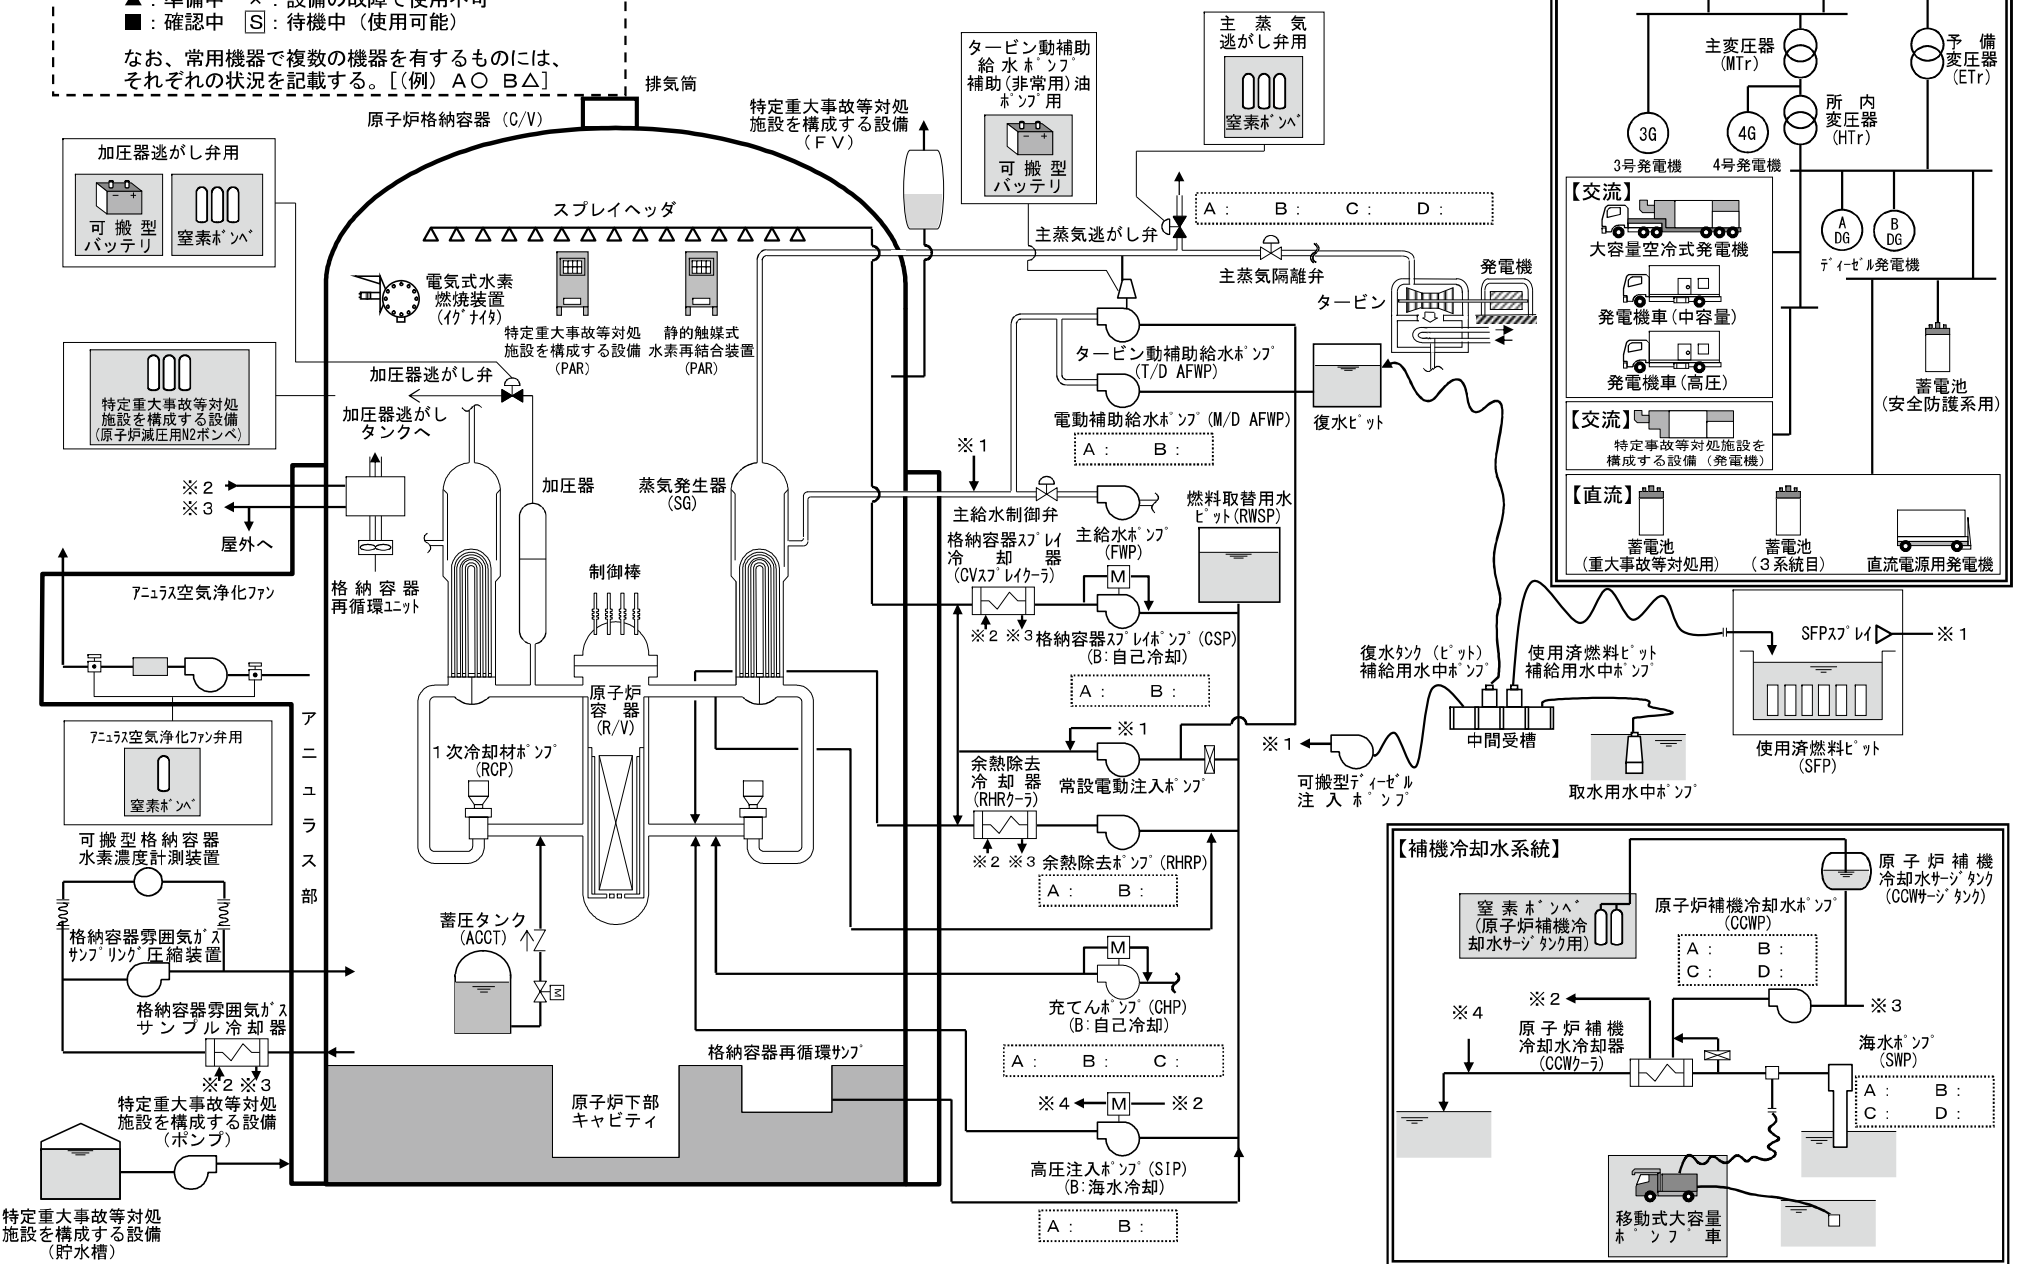 ▲：準備中　×：設備の故障で使用不可
■：確認中　S：待機中（使用可能）
なお、常用機器で複数の機器を有するものには、
それぞれの状況を記載する。[（例）A○ B△]
排気筒
原子炉格納容器（C/V）
加圧器逃がし弁用
可搬型
バッテリ
窒素ボンベ
特定重大事故等対処
施設を構成する設備
（FV）
タービン動補助
給水ポンプ
補助(非常用)油
ポンプ用
可搬型
バッテリ
主蒸気
逃がし弁用
窒素ボンベ
スプレイヘッダ
電気式水素
燃焼装置
(イグナイタ)
特定重大事故等対処
施設を構成する設備
(PAR)
静的触媒式
水素再結合装置
(PAR)
主蒸気逃がし弁
A： B： C： D：
主蒸気隔離弁
タービン
発電機
特定重大事故等対処
施設を構成する設備
(原子炉減圧用N2ボンベ)
加圧器逃がし弁
加圧器逃がし
タンクへ
タービン動補助給水ポンプ
(T/D AFWP)
電動補助給水ポンプ(M/D AFWP)
A： B：
復水ピット
※1
※2
※3
屋外へ
格納容器
再循環ユニット
加圧器
蒸気発生器
(SG)
主給水制御弁
主給水ポンプ
(FWP)
燃料取替用水
ピット(RWSP)
格納容器スプレイ
冷却器
(CVスプレイクーラ)
M
※2 ※3
格納容器スプレイポンプ(CSP)
(B:自己冷却)
A： B：
アニュラス空気浄化ファン
制御棒
原子炉
容器
(R/V)
1次冷却材ポンプ
(RCP)
アニュラス部
アニュラス空気浄化ファン弁用
窒素ボンベ
※1
常設電動注入ポンプ
余熱除去
冷却器
(RHRクーラ)
※2 ※3
余熱除去ポンプ(RHRP)
A： B：
可搬型格納容器
水素濃度計測装置
格納容器雰囲気ガス
サンプリング圧縮装置
格納容器雰囲気ガス
サンプル冷却器
※2 ※3
蓄圧タンク
(ACCT)
M
M
充てんポンプ(CHP)
(B:自己冷却)
A： B： C：
格納容器再循環サンプ
原子炉下部
キャビティ
※4
M
※2
高圧注入ポンプ(SIP)
(B:海水冷却)
A： B：
特定重大事故等対処
施設を構成する設備
(ポンプ)
特定重大事故等対処
施設を構成する設備
(貯水槽)
主変圧器
(MTr)
予備
変圧器
(ETr)
所内
変圧器
(HTr)
3G
3号発電機
4G
4号発電機
【交流】
大容量空冷式発電機
発電機車(中容量)
発電機車(高圧)
A
DG
B
DG
ディーゼル発電機
蓄電池
(安全防護系用)
【交流】
特定重大事故等対処施設を
構成する設備（発電機）
【直流】
蓄電池
(重大事故等対処用)
蓄電池
(3系統目)
直流電源用発電機
復水タンク（ピット）
補給用水中ポンプ
使用済燃料ピット
補給用水中ポンプ
SFPスプレイ
※1
使用済燃料ピット
(SFP)
中間受槽
取水用水中ポンプ
※1
可搬型ディーゼル
注入ポンプ
【補機冷却水系統】
窒素ボンベ
(原子炉補機冷
却水サージタンク用)
原子炉補機
冷却水サージタンク
(CCWサージタンク)
原子炉補機冷却水ポンプ
(CCWP)
A： B：
C： D：
※2
※3
※4
原子炉補機
冷却水冷却器
(CCWクーラ)
海水ポンプ
(SWP)
A： B：
C： D：
移動式大容量
ポンプ車